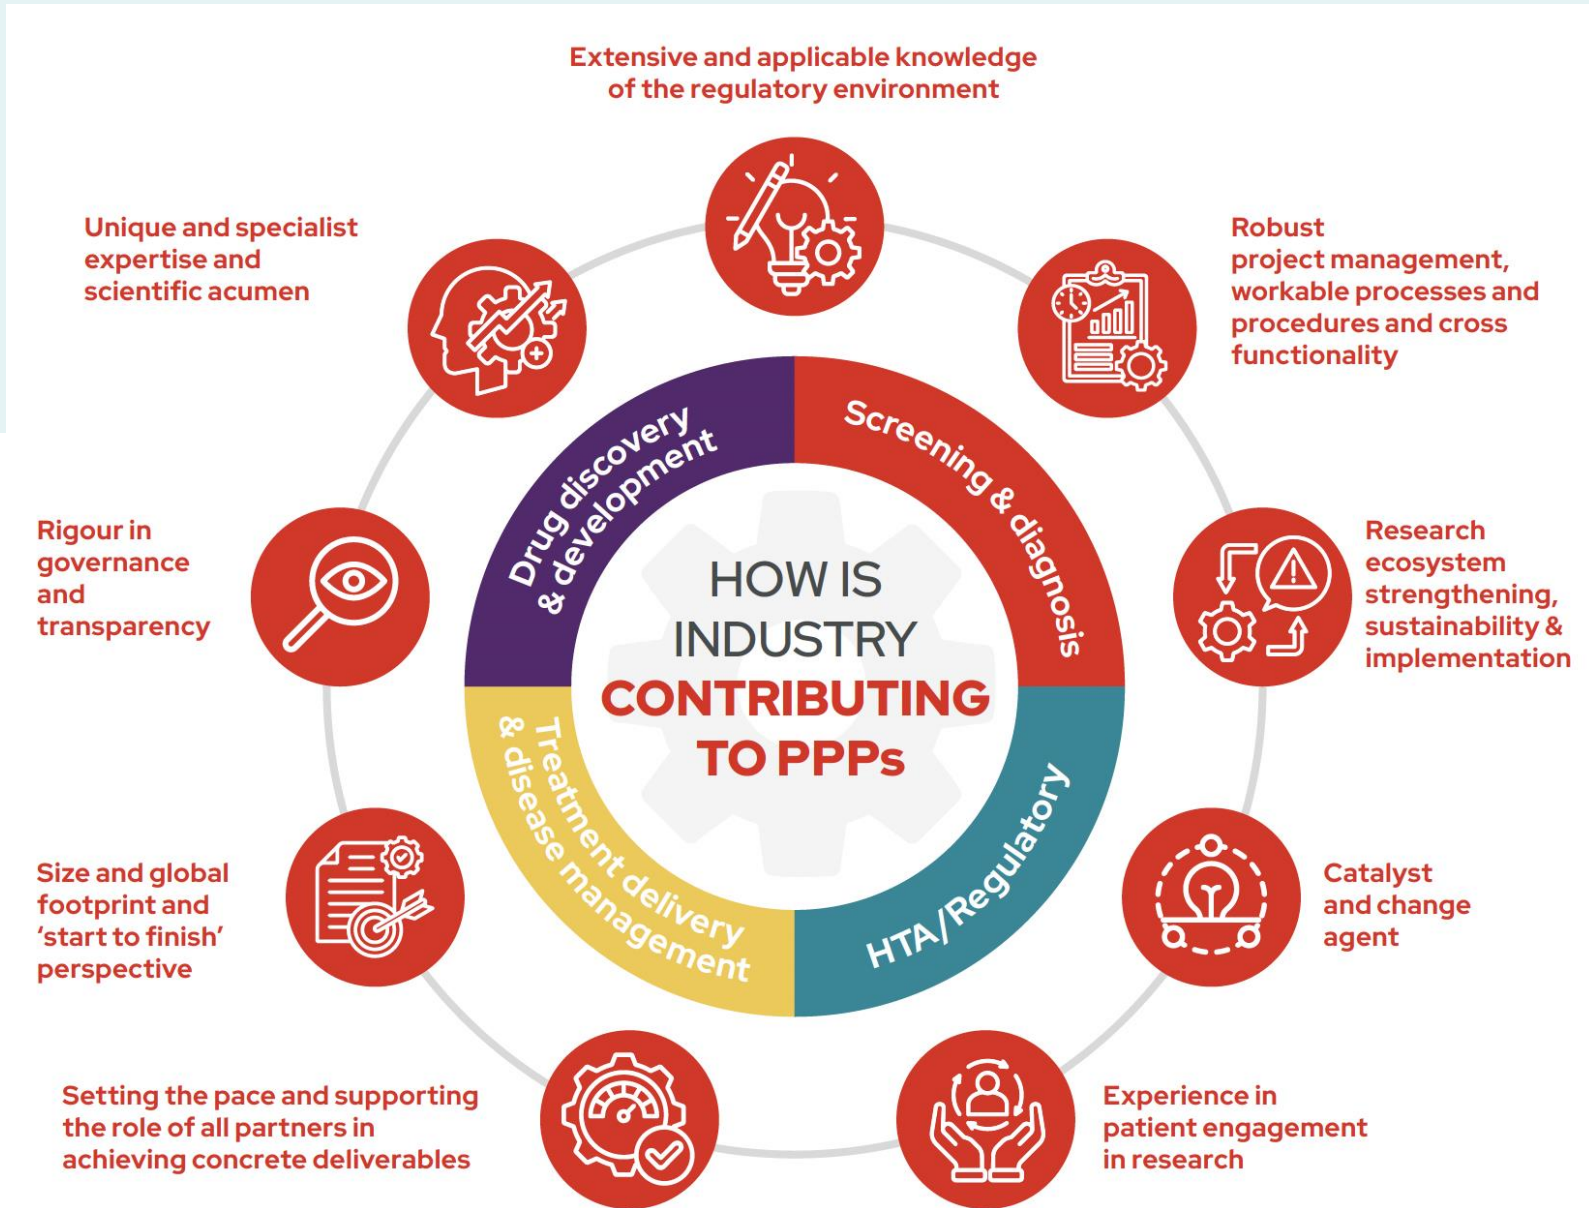 Extensive and applicable knowledge
of the regulatory environment
Unique and specialist
expertise and
scientific acumen
Robust
project management,
workable processes and
procedures and cross
functionality
Drug discovery
& development
Screening & diagnosis
Rigour in
governance
and
transparency
HOW IS
INDUSTRY
CONTRIBUTING
TO PPPs
Research
ecosystem
strengthening,
sustainability &
implementation
Treatment delivery
& disease management
HTA/Regulatory
Size and global
footprint and
‘start to finish’
perspective
Catalyst
and change
agent
Setting the pace and supporting
the role of all partners in
achieving concrete deliverables
Experience in
patient engagement
in research